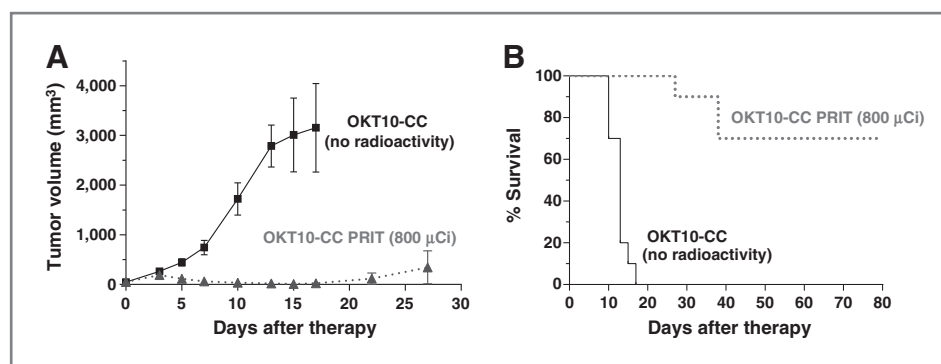 A
Tumor volume (mm³)
4,000
3,000
2,000
1,000
0
OKT10-CC
(no radioactivity)
OKT10-CC PRIT (800 μCi)
0 5 10 15 20 25 30
Days after therapy
B
% Survival
100
80
60
40
20
0
OKT10-CC PRIT (800 μCi)
OKT10-CC
(no radioactivity)
0 10 20 30 40 50 60 70 80
Days after therapy